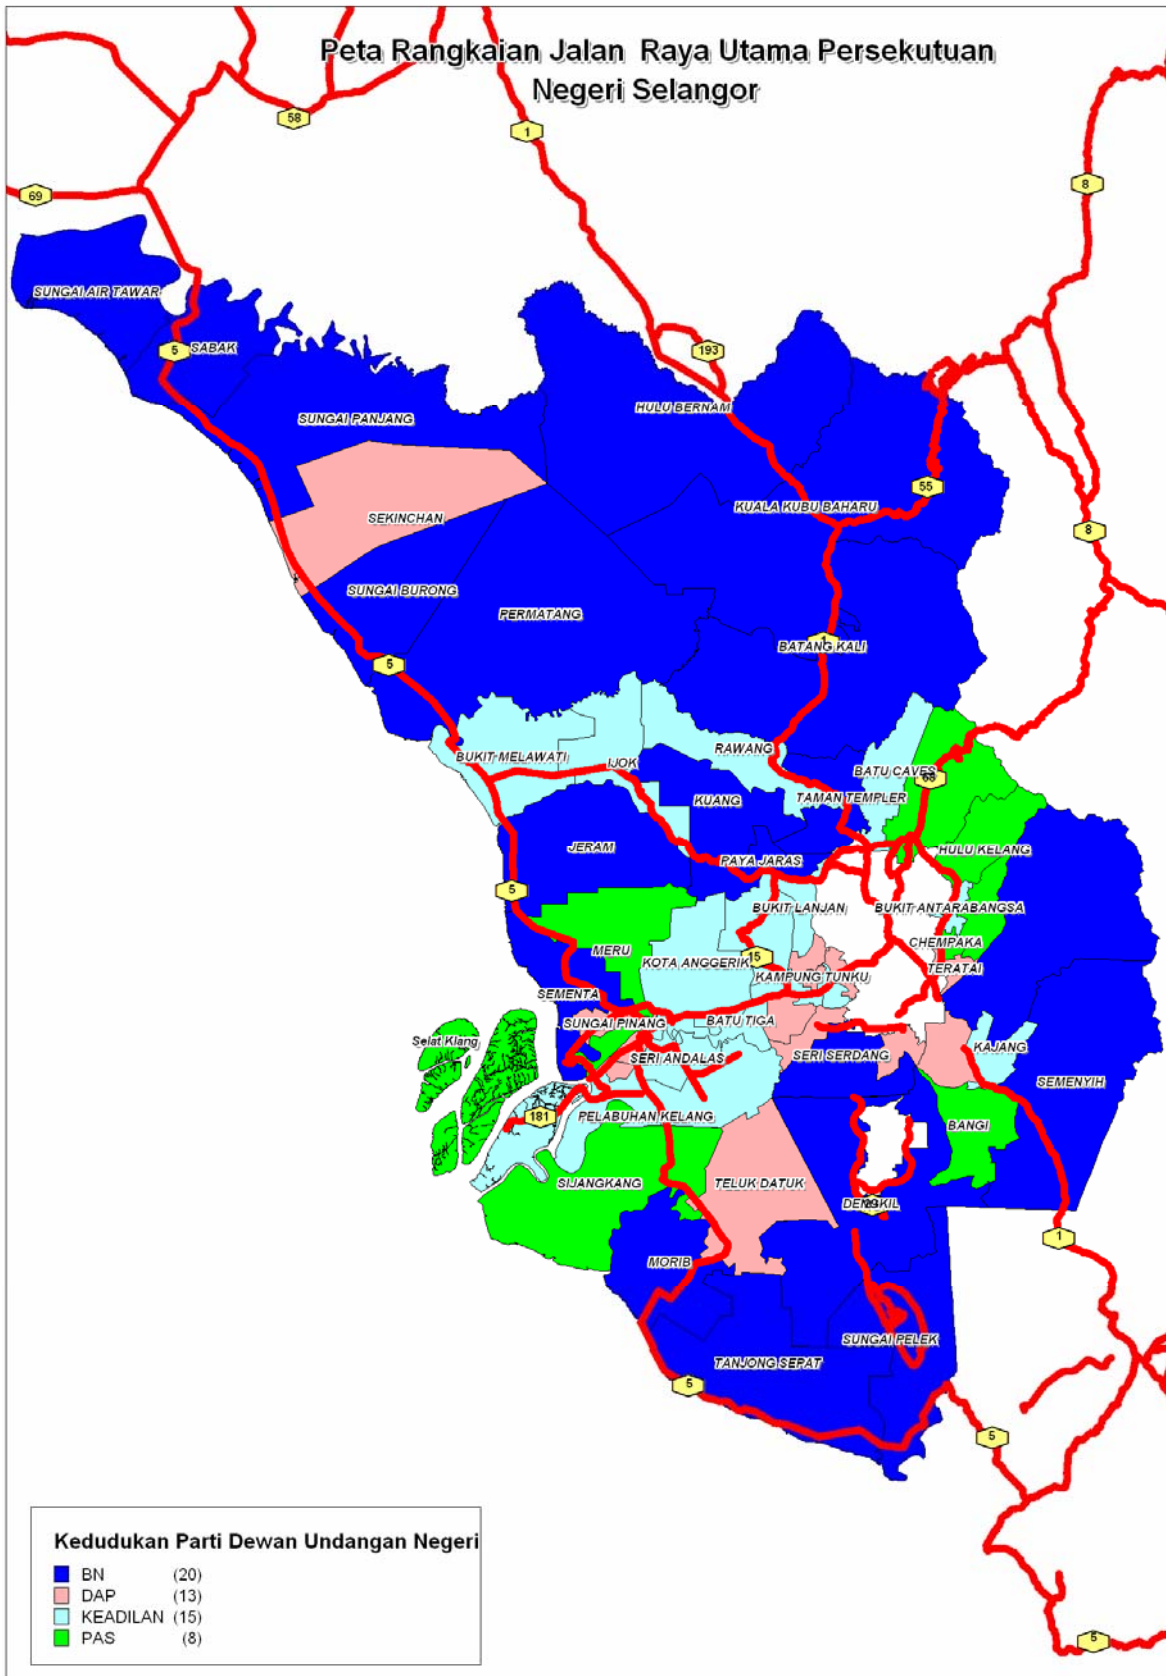 Peta Rangkaian Jalan Raya Utama Persekutuan
Negeri Selangor
58
1
8
69
SUNGAI AIR TAWAR
5
SABAK
193
HULU BERNAM
SUNGAI PANJANG
55
KUALA KUBU BAHARU
SEKINCHAN
8
SUNGAI BURONG
PERMATANG
1
BATANG KALI
5
RAWANG
BUKIT MELAWATI
IJOK
BATU CAVES
68
KUANG
TAMAN TEMPLER
JERAM
HULU KELANG
PAYA JARAS
5
BUKIT LANJAN
BUKIT ANTARABANGSA
MERU
CHEMPAKA
KOTA ANGGERIK
15
TERATAI
KAMPUNG TUNKU
SEMENTA
SUNGAI PINANG
BATU TIGA
Selat Klang
KAJANG
SERI ANDALAS
SERI SERDANG
SEMENYIH
181
PELABUHAN KELANG
BANGI
SIJANGKANG
TELUK DATUK
DENGKIL
29
1
MORIB
SUNGAI PELEK
TANJONG SEPAT
5
5
Kedudukan Parti Dewan Undangan Negeri
BN (20)
DAP (13)
KEADILAN (15)
PAS (8)
5